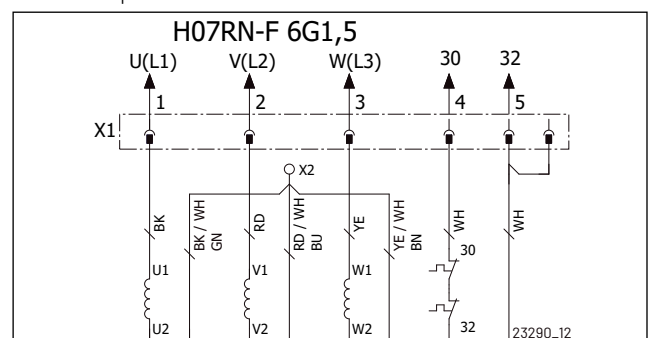 H07RN-F 6G1,5
U(L1) V(L2) W(L3) 30 32
1 2 3 4 5
X1
X2
BK
BK / WH
GN
RD
RD / WH
BU
YE
YE / WH
BN
WH
WH
30
U1 V1 W1
U2 V2 W2 32
23290_12